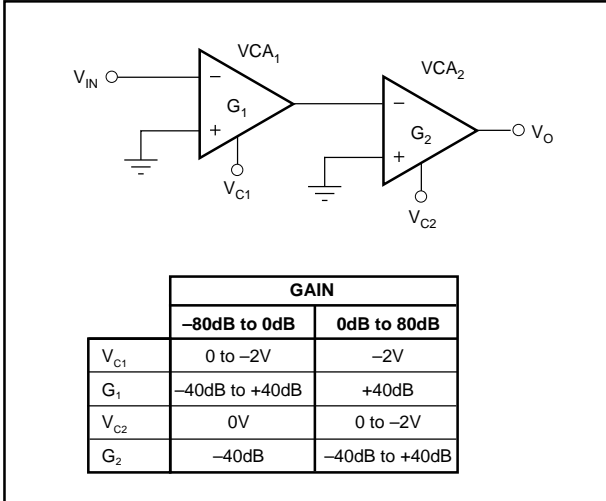 VCA1
VCA2
VIN
−
G1
+
VC1
−
G2
+
VC2
VO
GAIN
–80dB to 0dB 0dB to 80dB
VC1 0 to –2V –2V
G1 –40dB to +40dB +40dB
VC2 0V 0 to –2V
G2 –40dB –40dB to +40dB